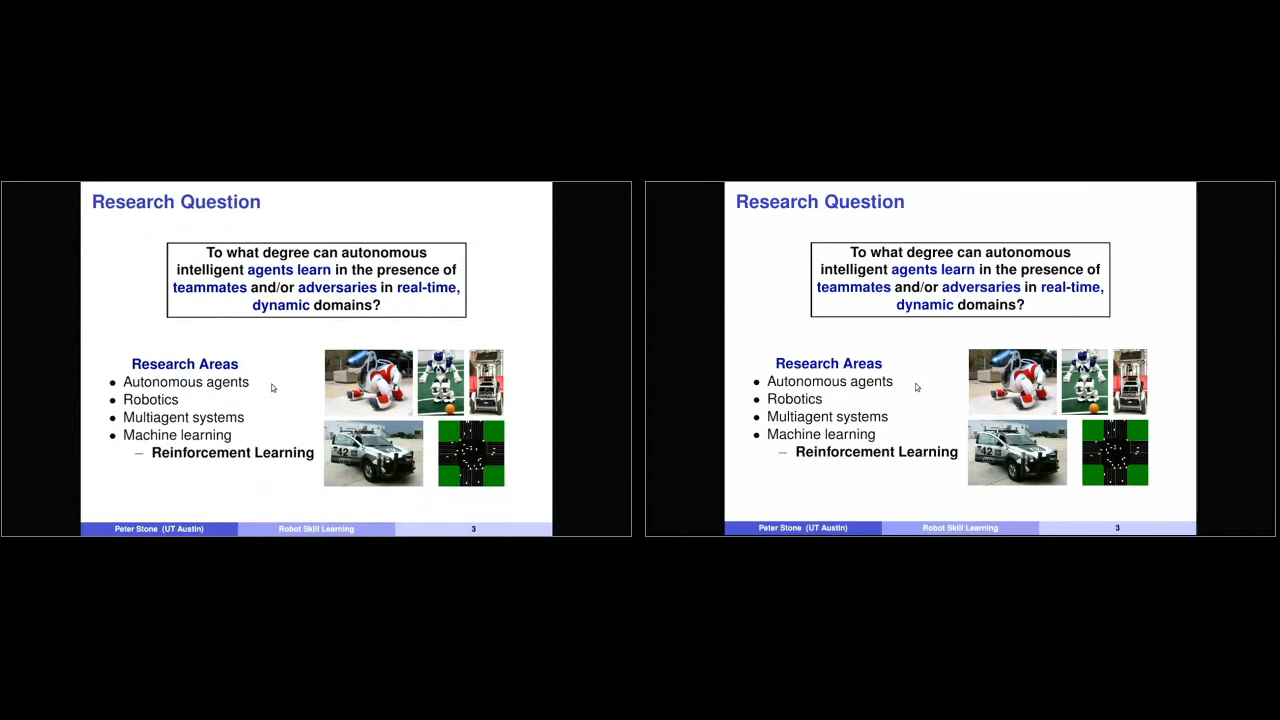 Research Question
To what degree can autonomous
intelligent agents learn in the presence of
teammates and/or adversaries in real-time,
dynamic domains?
Research Areas
● Autonomous agents
● Robotics
● Multiagent systems
● Machine learning
– Reinforcement Learning
42
Peter Stone (UT Austin) Robot Skill Learning 3
Research Question
To what degree can autonomous
intelligent agents learn in the presence of
teammates and/or adversaries in real-time,
dynamic domains?
Research Areas
● Autonomous agents
● Robotics
● Multiagent systems
● Machine learning
– Reinforcement Learning
42
Peter Stone (UT Austin) Robot Skill Learning 3